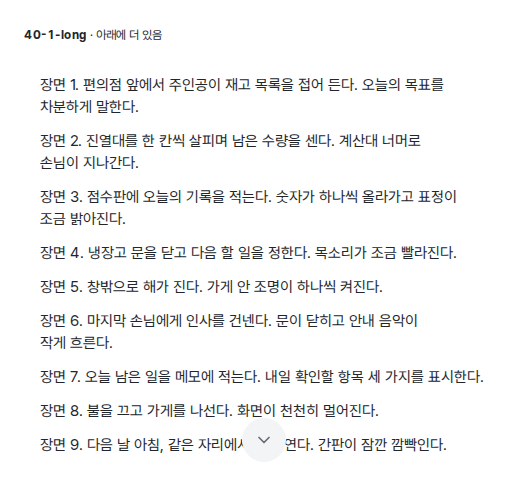 40-1-long · 아래에 더 있음
장면 1. 편의점 앞에서 주인공이 재고 목록을 접어 든다. 오늘의 목표를
차분하게 말한다.
장면 2. 진열대를 한 칸씩 살피며 남은 수량을 센다. 계산대 너머로
손님이 지나간다.
장면 3. 점수판에 오늘의 기록을 적는다. 숫자가 하나씩 올라가고 표정이
조금 밝아진다.
장면 4. 냉장고 문을 닫고 다음 할 일을 정한다. 목소리가 조금 빨라진다.
장면 5. 창밖으로 해가 진다. 가게 안 조명이 하나씩 켜진다.
장면 6. 마지막 손님에게 인사를 건넨다. 문이 닫히고 안내 음악이
작게 흐른다.
장면 7. 오늘 남은 일을 메모에 적는다. 내일 확인할 항목 세 가지를 표시한다.
장면 8. 불을 끄고 가게를 나선다. 화면이 천천히 멀어진다.
장면 9. 다음 날 아침, 같은 자리에서 간판이 잠깐 깜빡인다.